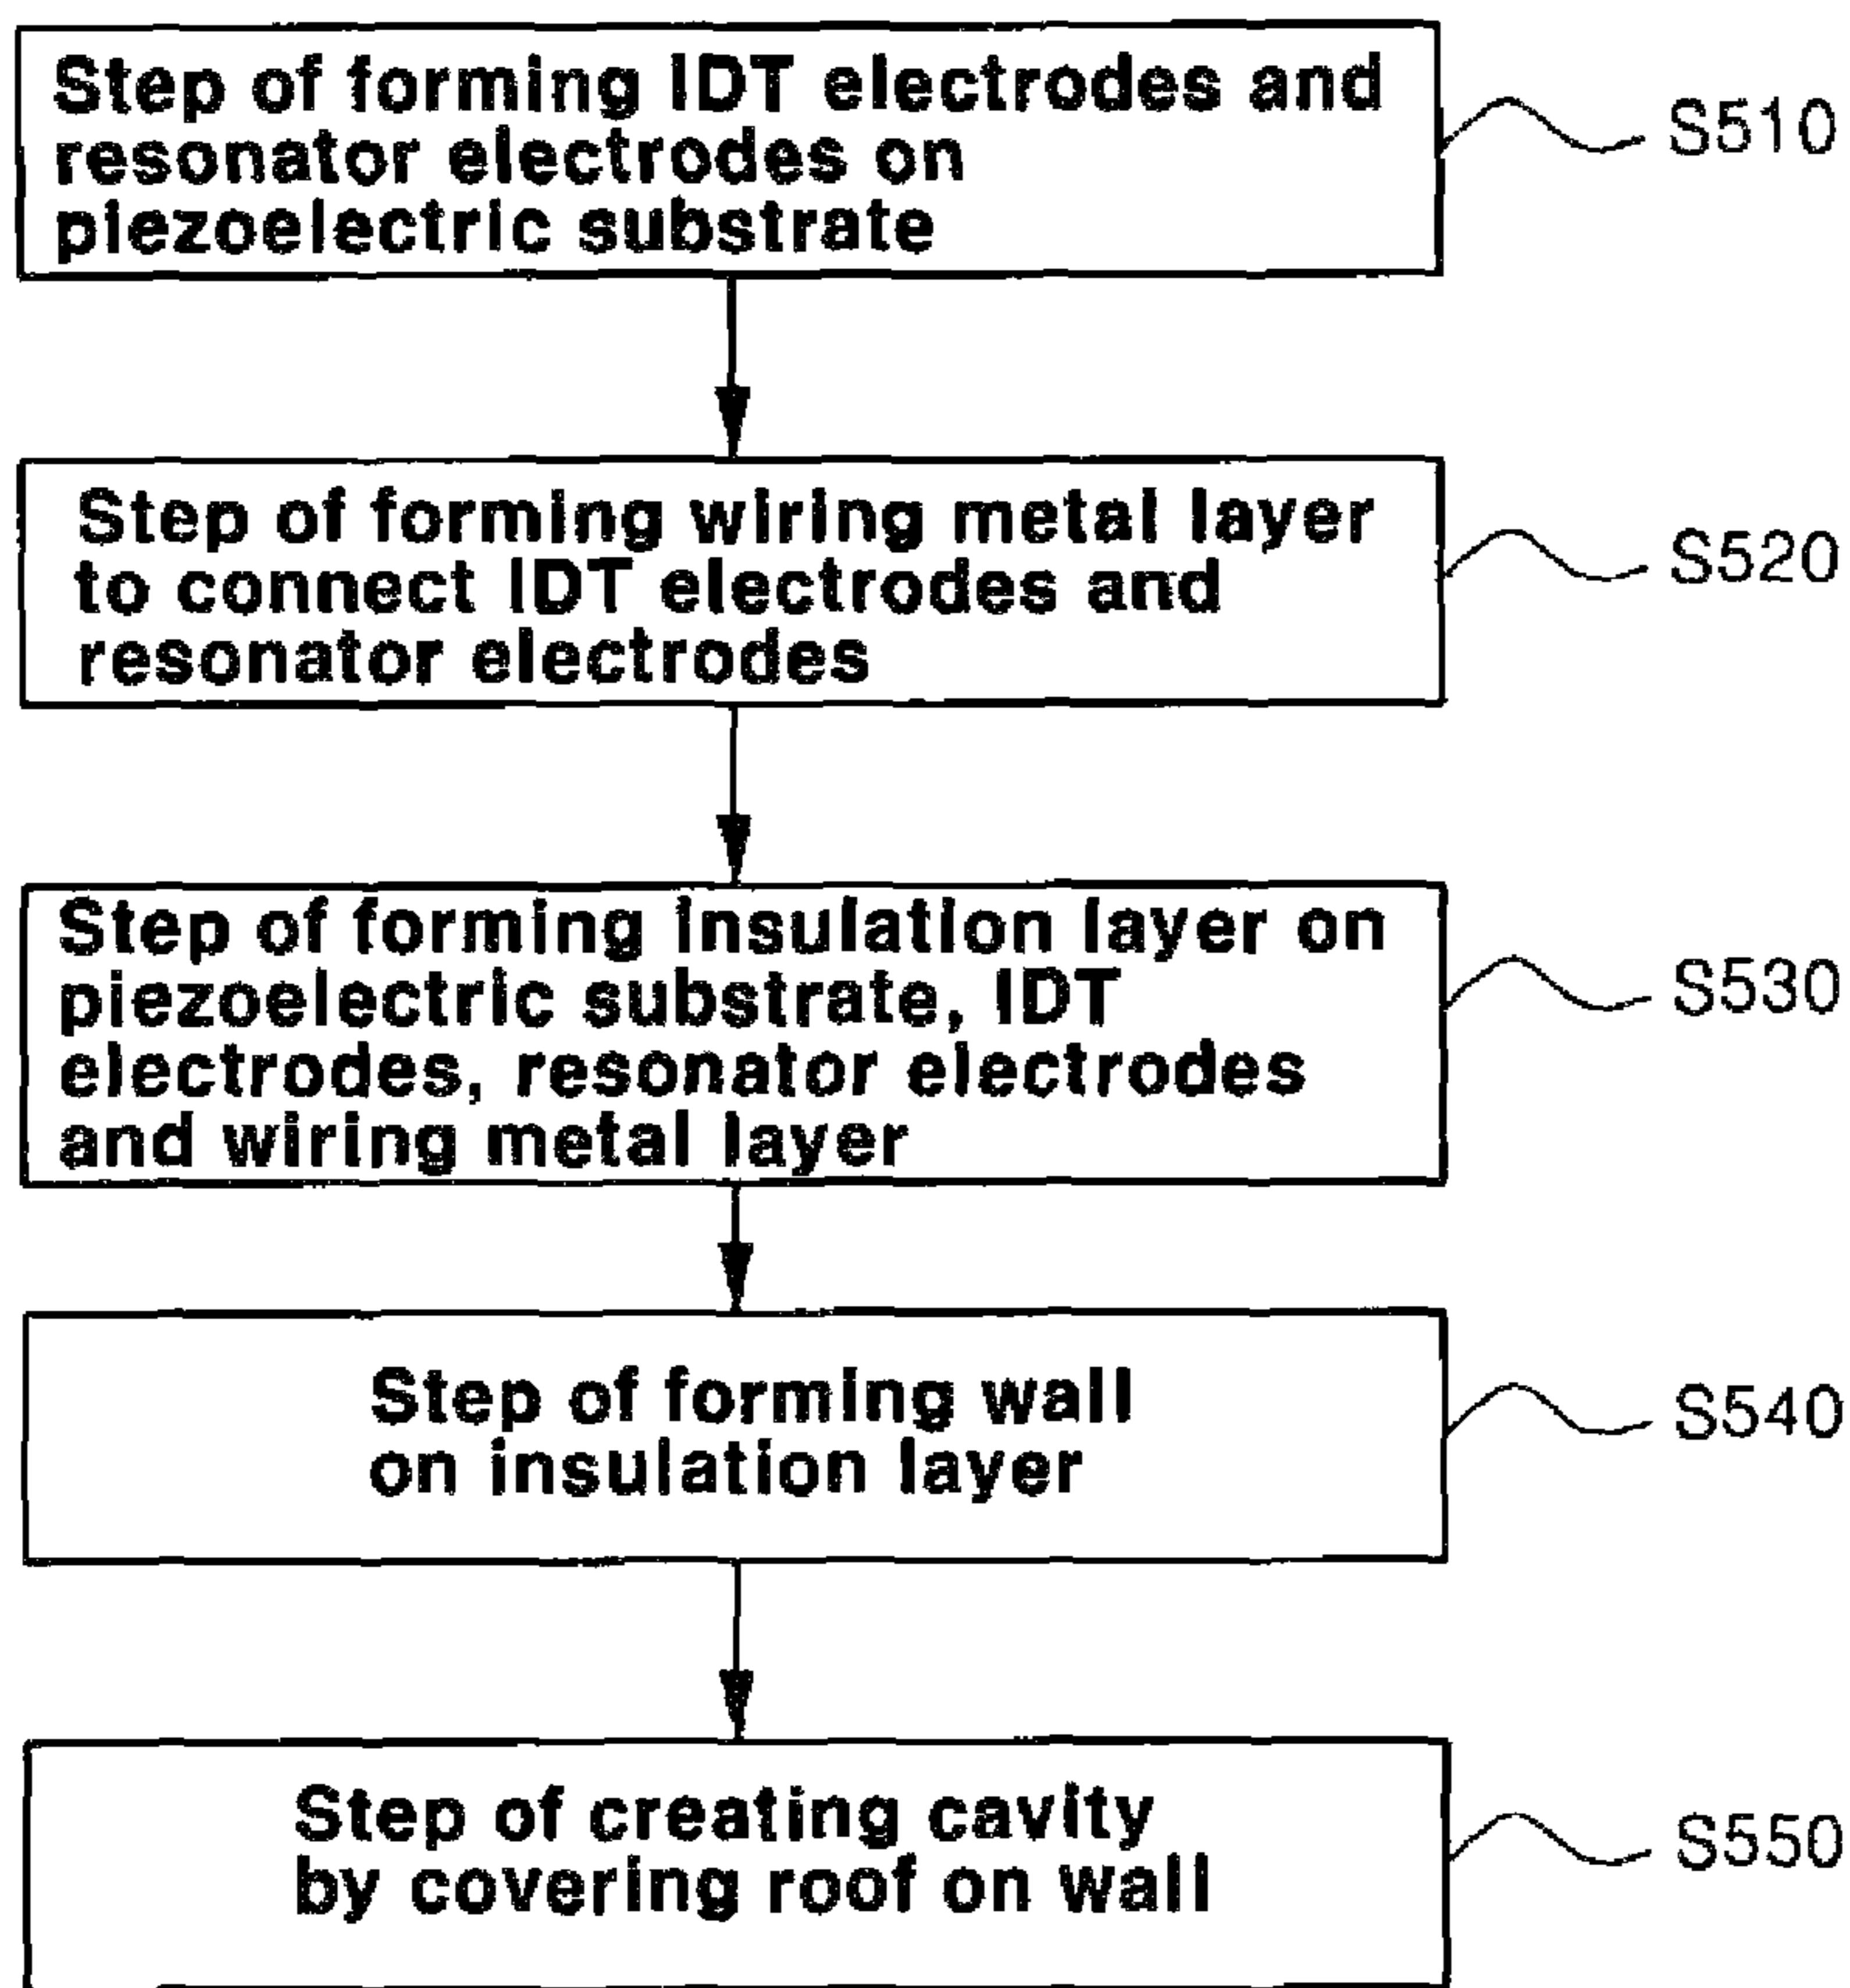 Step of forming IDT electrodes and
resonator electrodes on
piezoelectric substrate
S510
Step of forming wiring metal layer
to connect IDT electrodes and
resonator electrodes
S520
Step of forming insulation layer on
piezoelectric substrate, IDT
electrodes, resonator electrodes
and wiring metal layer
S530
Step of forming wall
on insulation layer
S540
Step of creating cavity
by covering roof on wall
S550